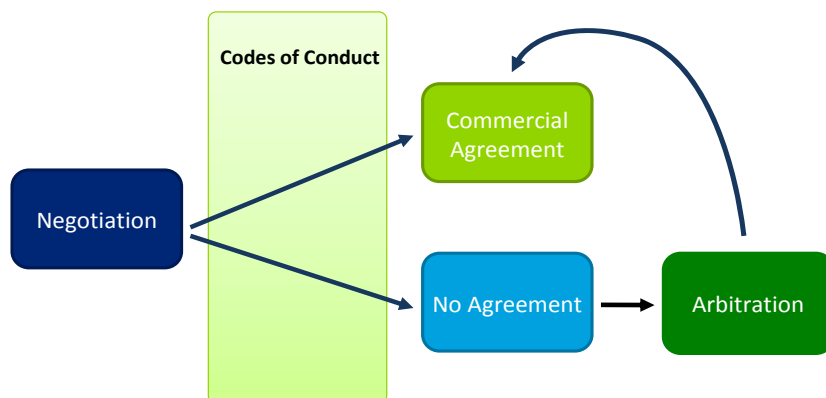 Codes of Conduct
Commercial
Agreement
Negotiation
No Agreement
Arbitration